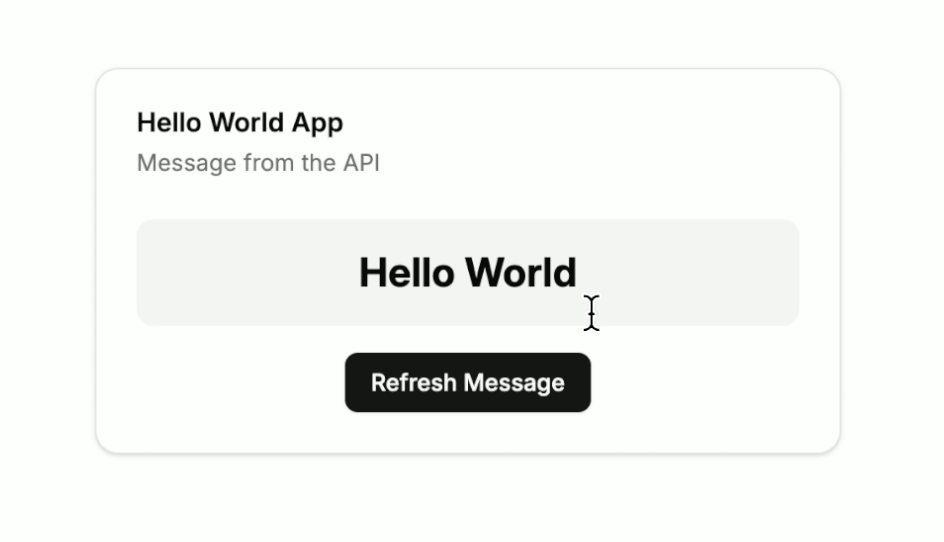 Hello World App
Message from the API
Hello World
Refresh Message